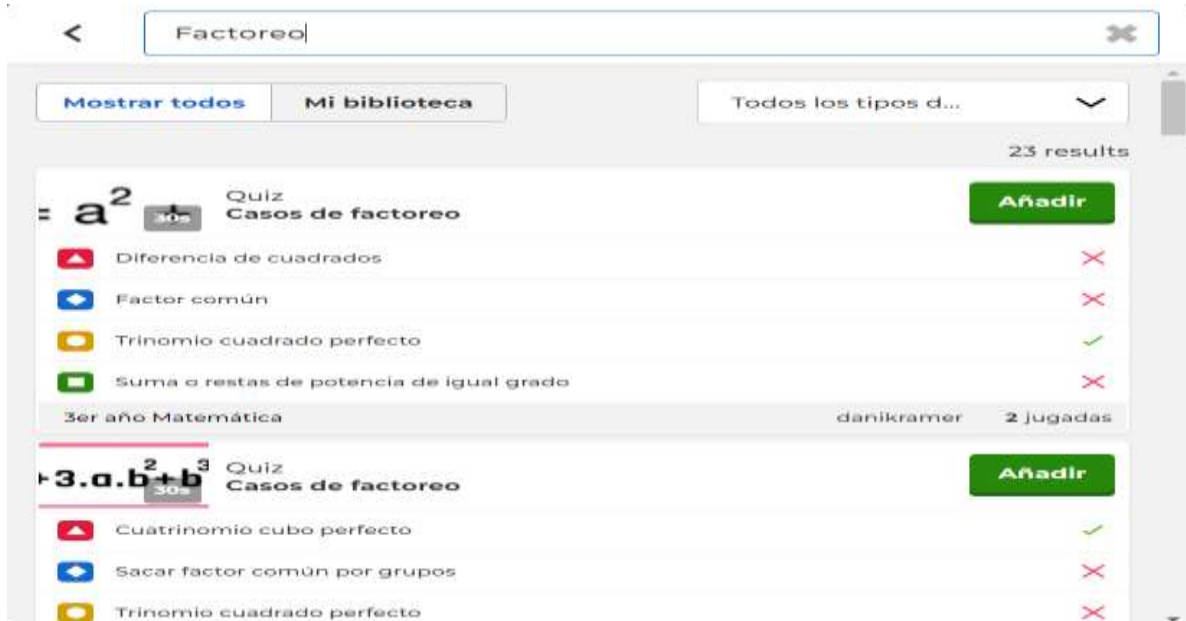 Factoreo
Mostrar todos Mi biblioteca Todos los tipos d...
23 results
= a² + 30s
Quiz
Casos de factoreo
Añadir
Diferencia de cuadrados
Factor común
Trinomio cuadrado perfecto
Suma o restas de potencia de igual grado
3er año Matemática danikramer 2 jugadas
+3.a.b²+b³ 30s
Quiz
Casos de factoreo
Añadir
Cuatrinomio cubo perfecto
Sacar factor común por grupos
Trinomio cuadrado perfecto